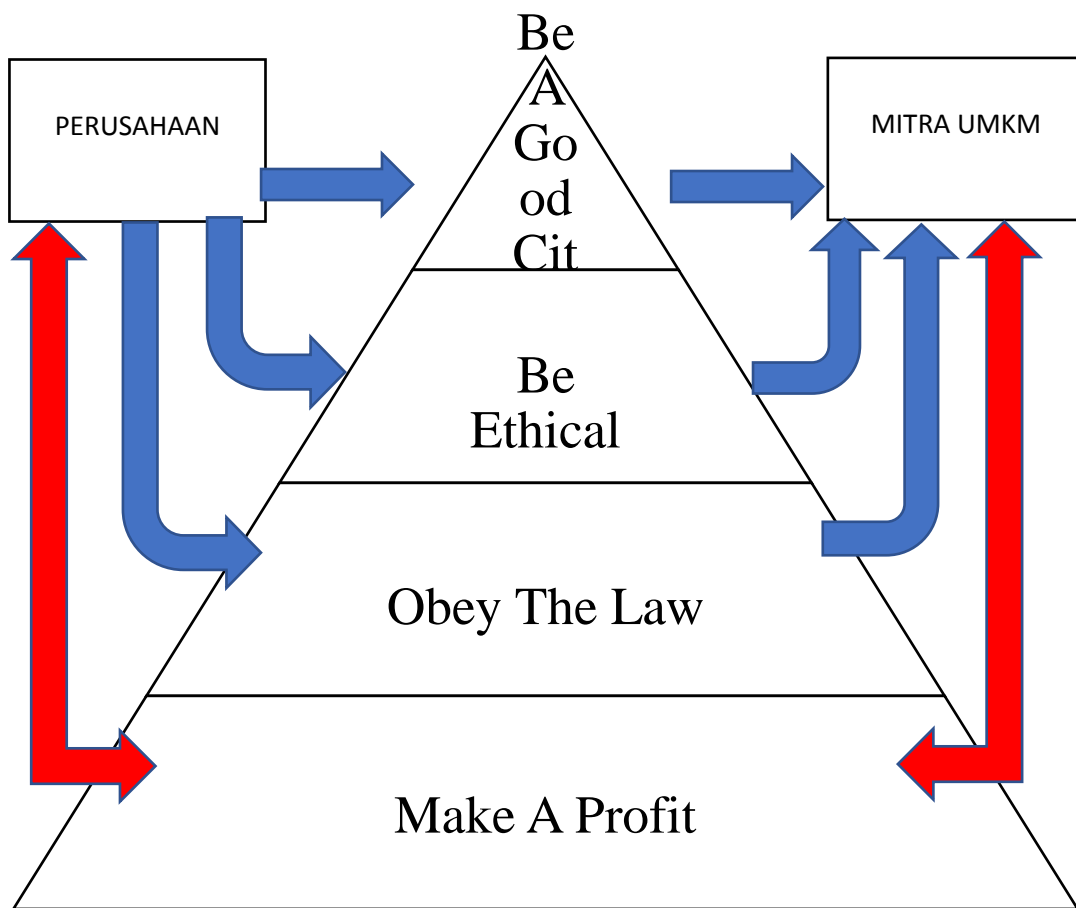 PERUSAHAAN
MITRA UMKM
Be
A
Go
od
Cit
Be
Ethical
Obey The Law
Make A Profit